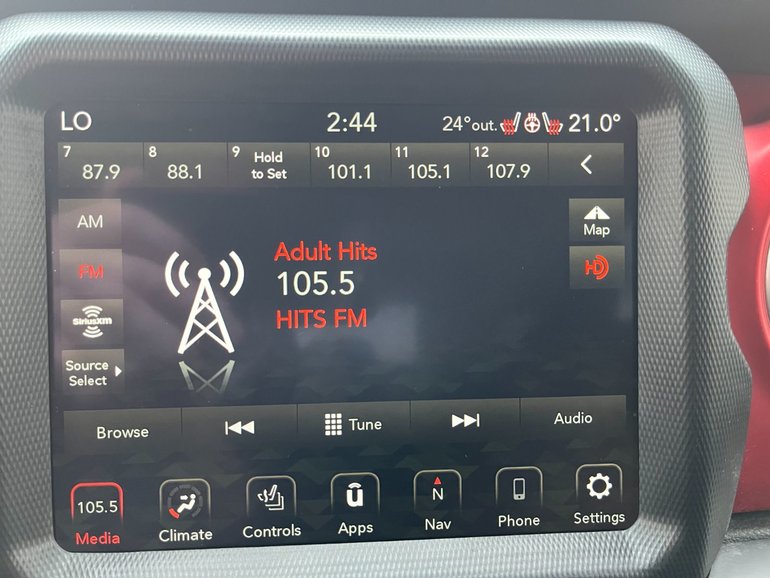 LO 2:44 24°out. 21.0°
7 8 9 Hold 10 11 12
87.9 88.1 to Set 101.1 105.1 107.9
AM
Map
Adult Hits
FM
HD
105.5
HITS FM
SiriusXM
Source
Select
Browse Tune Audio
105.5 û N
Media Climate Controls Apps Nav Phone Settings